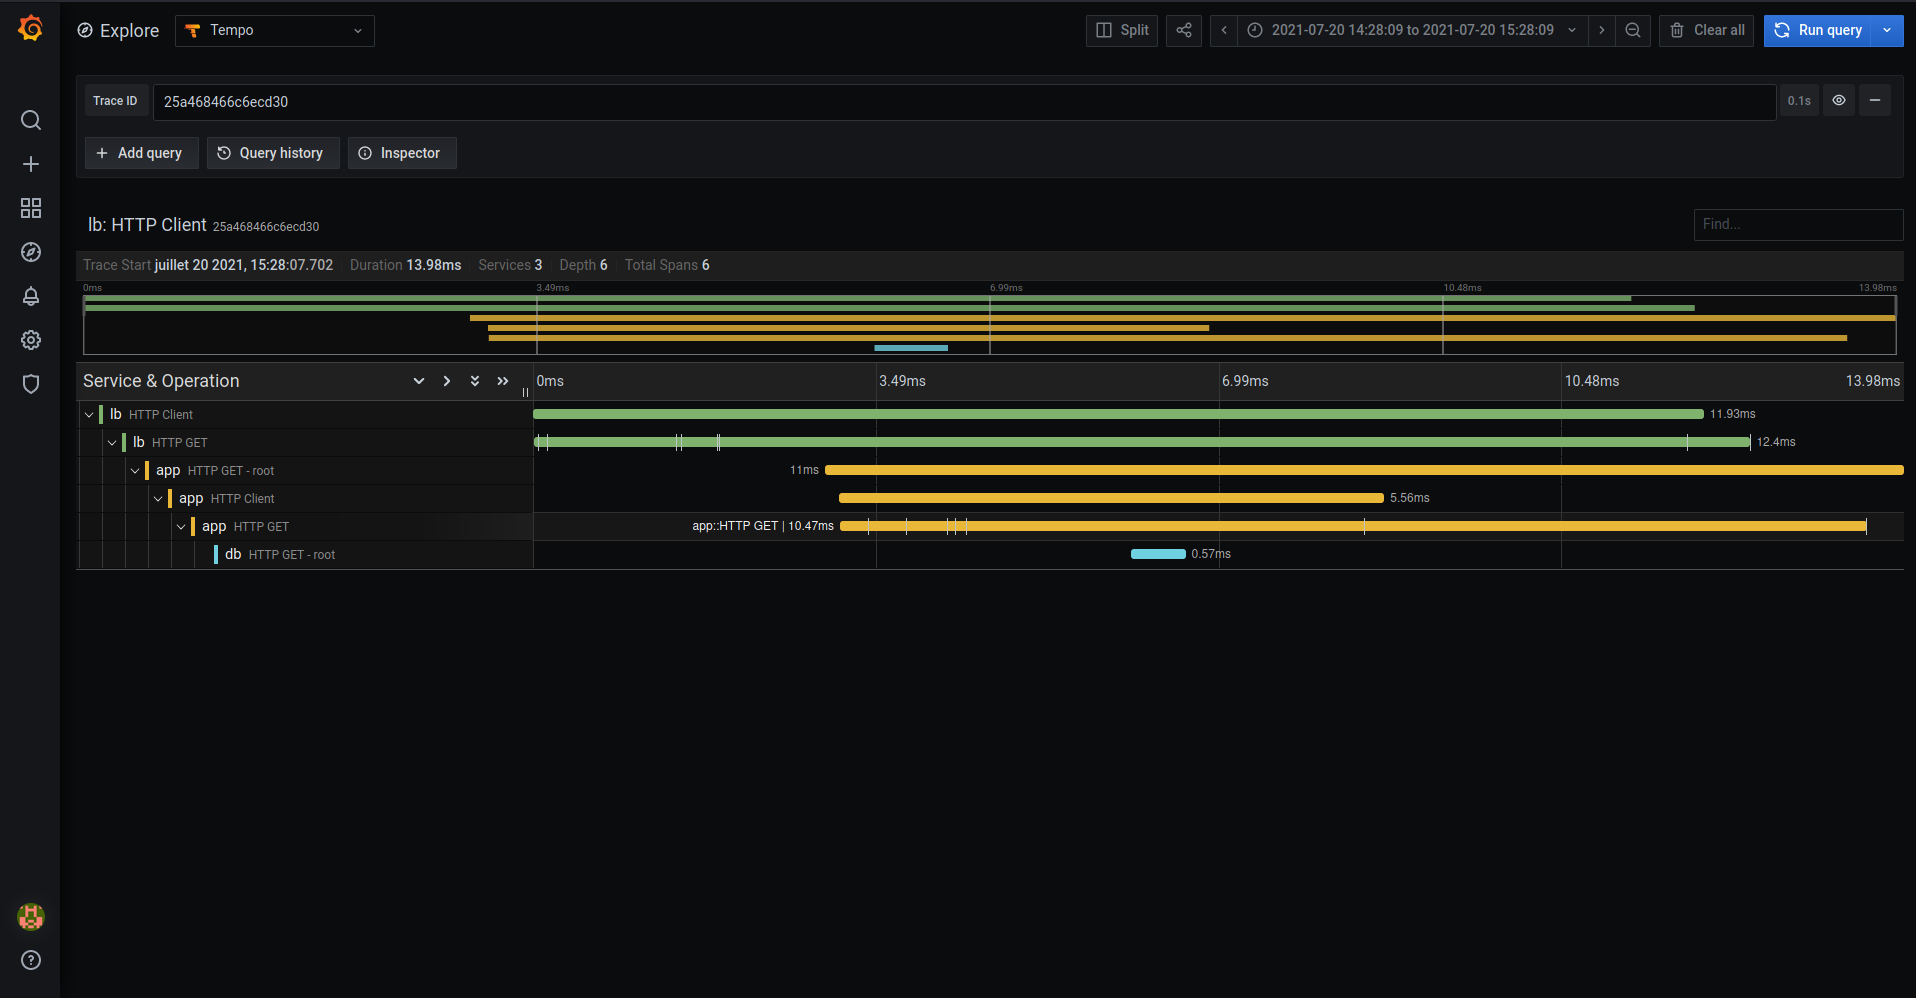 Explore Tempo Split 2021-07-20 14:28:09 to 2021-07-20 15:28:09 Clear all Run query
Trace ID 25a468466c6ecd30 0.1s
Add query Query history Inspector
lb: HTTP Client 25a468466c6ecd30 Find...
Trace Start juillet 20 2021, 15:28:07.702 Duration 13.98ms Services 3 Depth 6 Total Spans 6
0ms 3.49ms 6.99ms 10.48ms 13.98ms
Service & Operation 0ms 3.49ms 6.99ms 10.48ms 13.98ms
lb HTTP Client 11.93ms
lb HTTP GET 12.4ms
app HTTP GET - root 11ms
app HTTP Client 5.56ms
app HTTP GET app::HTTP GET | 10.47ms
db HTTP GET - root 0.57ms